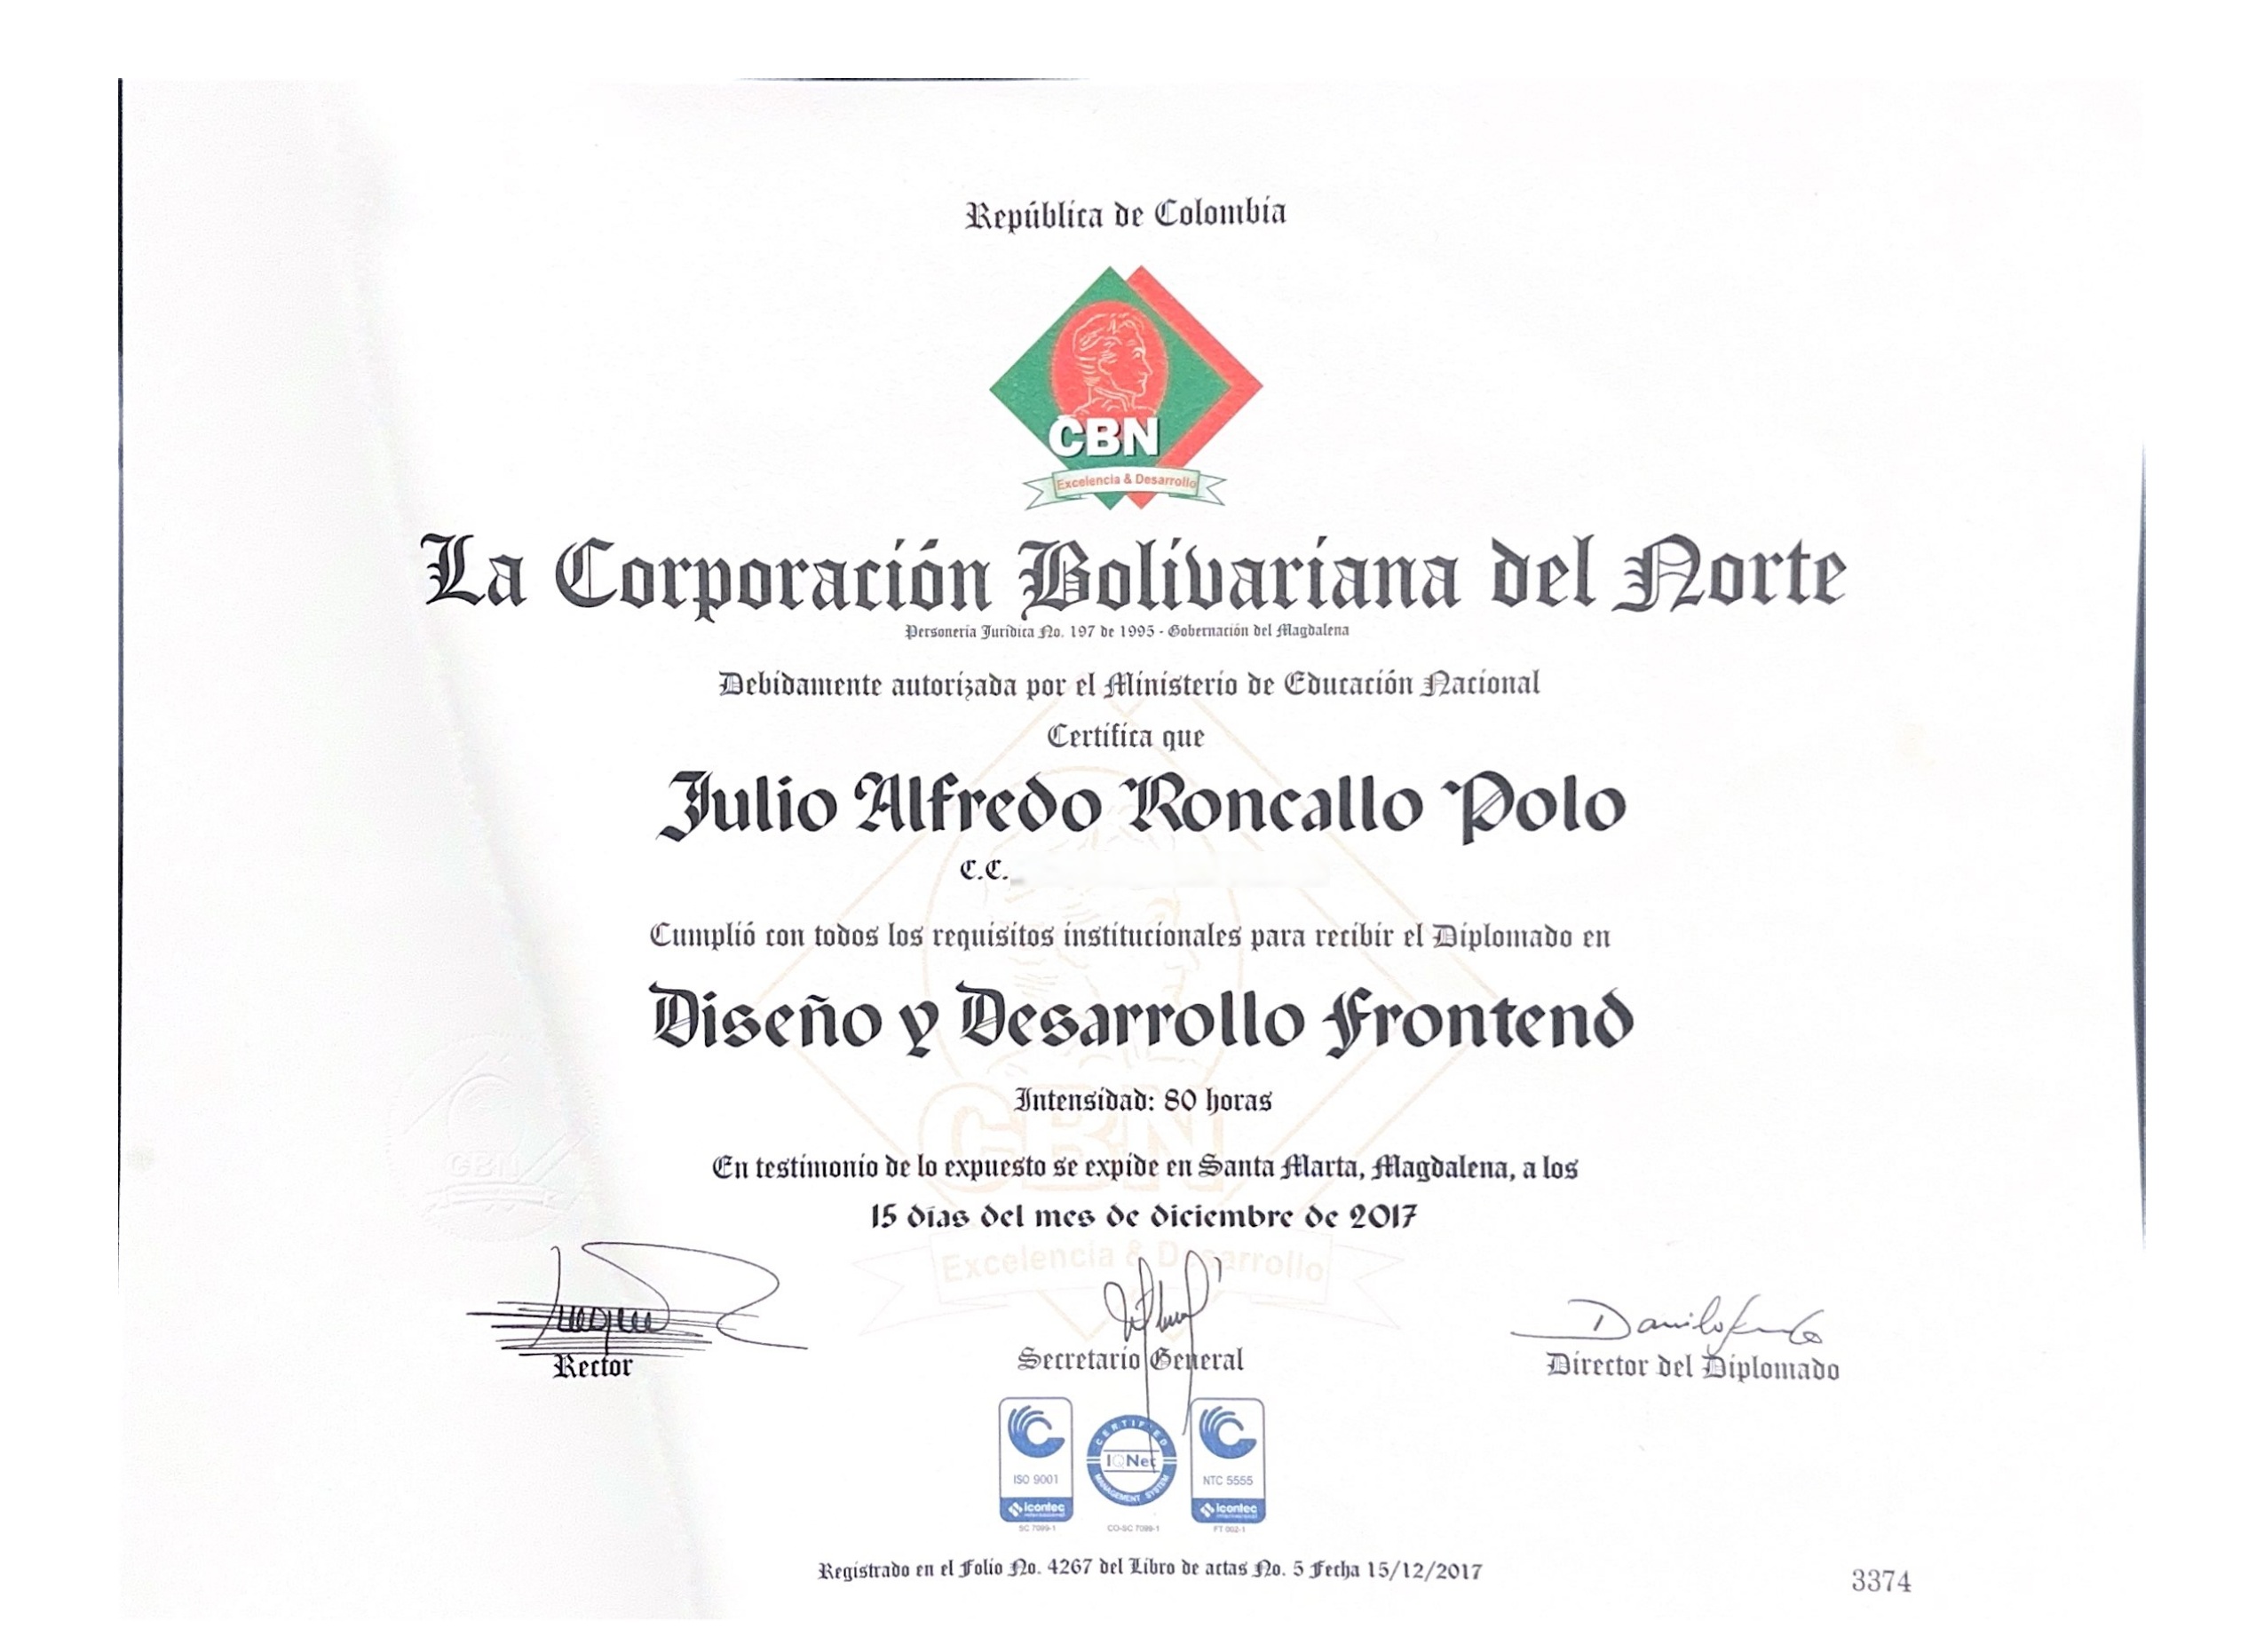 República de Colombia
CBN
Excelencia & Desarrollo
La Corporación Bolivariana del Norte
Personería Jurídica No. 197 de 1995 - Gobernación del Magdalena
Debidamente autorizada por el Ministerio de Educación Nacional
Certifica que
Julio Alfredo Roncallo Polo
C.C.
Cumplió con todos los requisitos institucionales para recibir el Diplomado en
Diseño y Desarrollo Frontend
Intensidad: 80 horas
CBN
CBN
En testimonio de lo expuesto se expide en Santa Marta, Magdalena, a los
15 días del mes de diciembre de 2017
Excelencia & Desarrollo
Danilo
Rector
Secretario General
Director del Diplomado
CERTIFIED
IQNet
MANAGEMENT SYSTEM
ISO 9001
NTC 5555
icontec
icontec
SC 7099-1
CO-SC 7099-1
FT 002-1
Registrado en el Folio No. 4267 del Libro de actas No. 5 Fecha 15/12/2017
3374